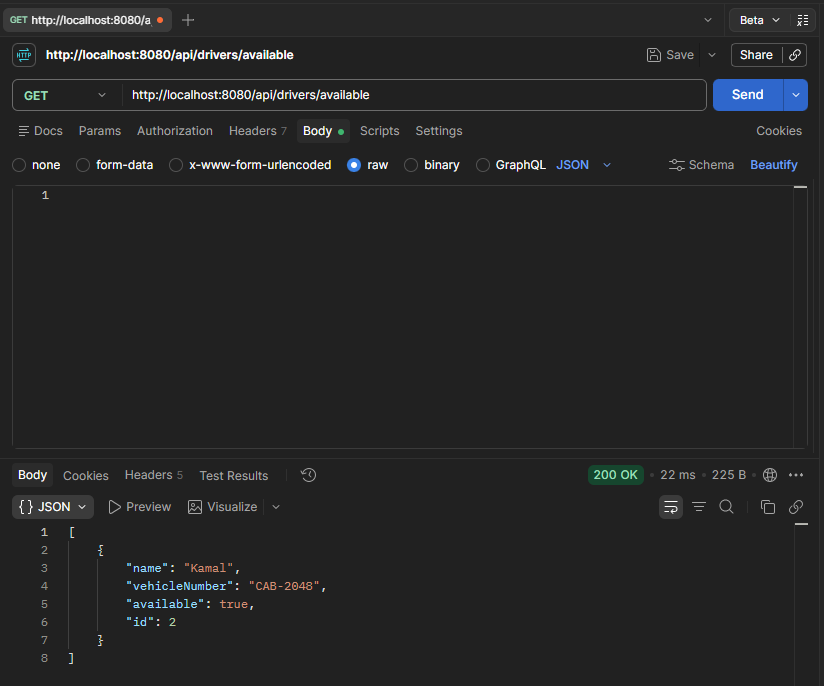 GET http://localhost:8080/a
Beta
HTTP http://localhost:8080/api/drivers/available Save Share
GET http://localhost:8080/api/drivers/available Send
Docs Params Authorization Headers 7 Body Scripts Settings Cookies
none form-data x-www-form-urlencoded raw binary GraphQL JSON Schema Beautify
1
Body Cookies Headers 5 Test Results 200 OK • 22 ms • 225 B •
{} JSON Preview Visualize
1 [
2 {
3 "name": "Kamal",
4 "vehicleNumber": "CAB-2048",
5 "available": true,
6 "id": 2
7 }
8 ]